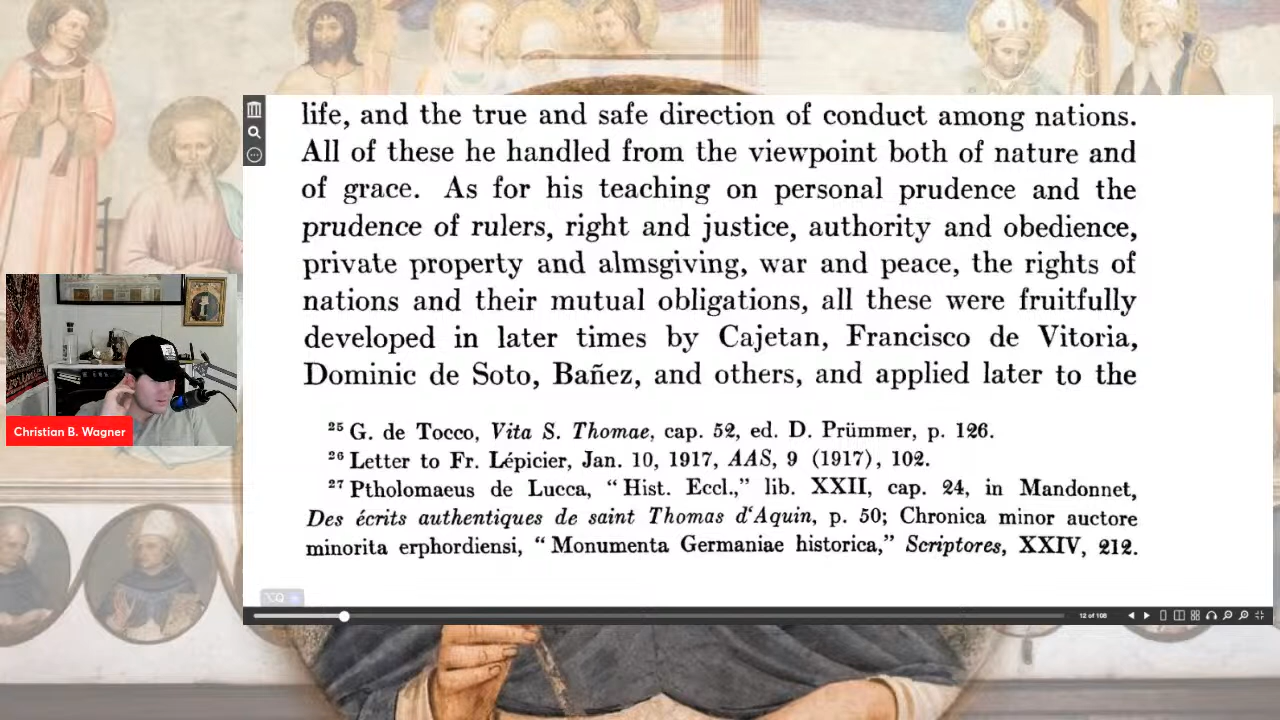 life, and the true and safe direction of conduct among nations.
All of these he handled from the viewpoint both of nature and
of grace. As for his teaching on personal prudence and the
prudence of rulers, right and justice, authority and obedience,
private property and almsgiving, war and peace, the rights of
nations and their mutual obligations, all these were fruitfully
developed in later times by Cajetan, Francisco de Vitoria,
Dominic de Soto, Bañez, and others, and applied later to the
²⁵ G. de Tocco, Vita S. Thomae, cap. 52, ed. D. Prümmer, p. 126.
²⁶ Letter to Fr. Lépicier, Jan. 10, 1917, AAS, 9 (1917), 102.
²⁷ Ptholomaeus de Lucca, “Hist. Eccl.,” lib. XXII, cap. 24, in Mandonnet,
Des écrits authentiques de saint Thomas d‘Aquin, p. 50; Chronica minor auctore
minorita erphordiensi, “Monumenta Germaniae historica,” Scriptores, XXIV, 212.
Christian B. Wagner
12 of 108